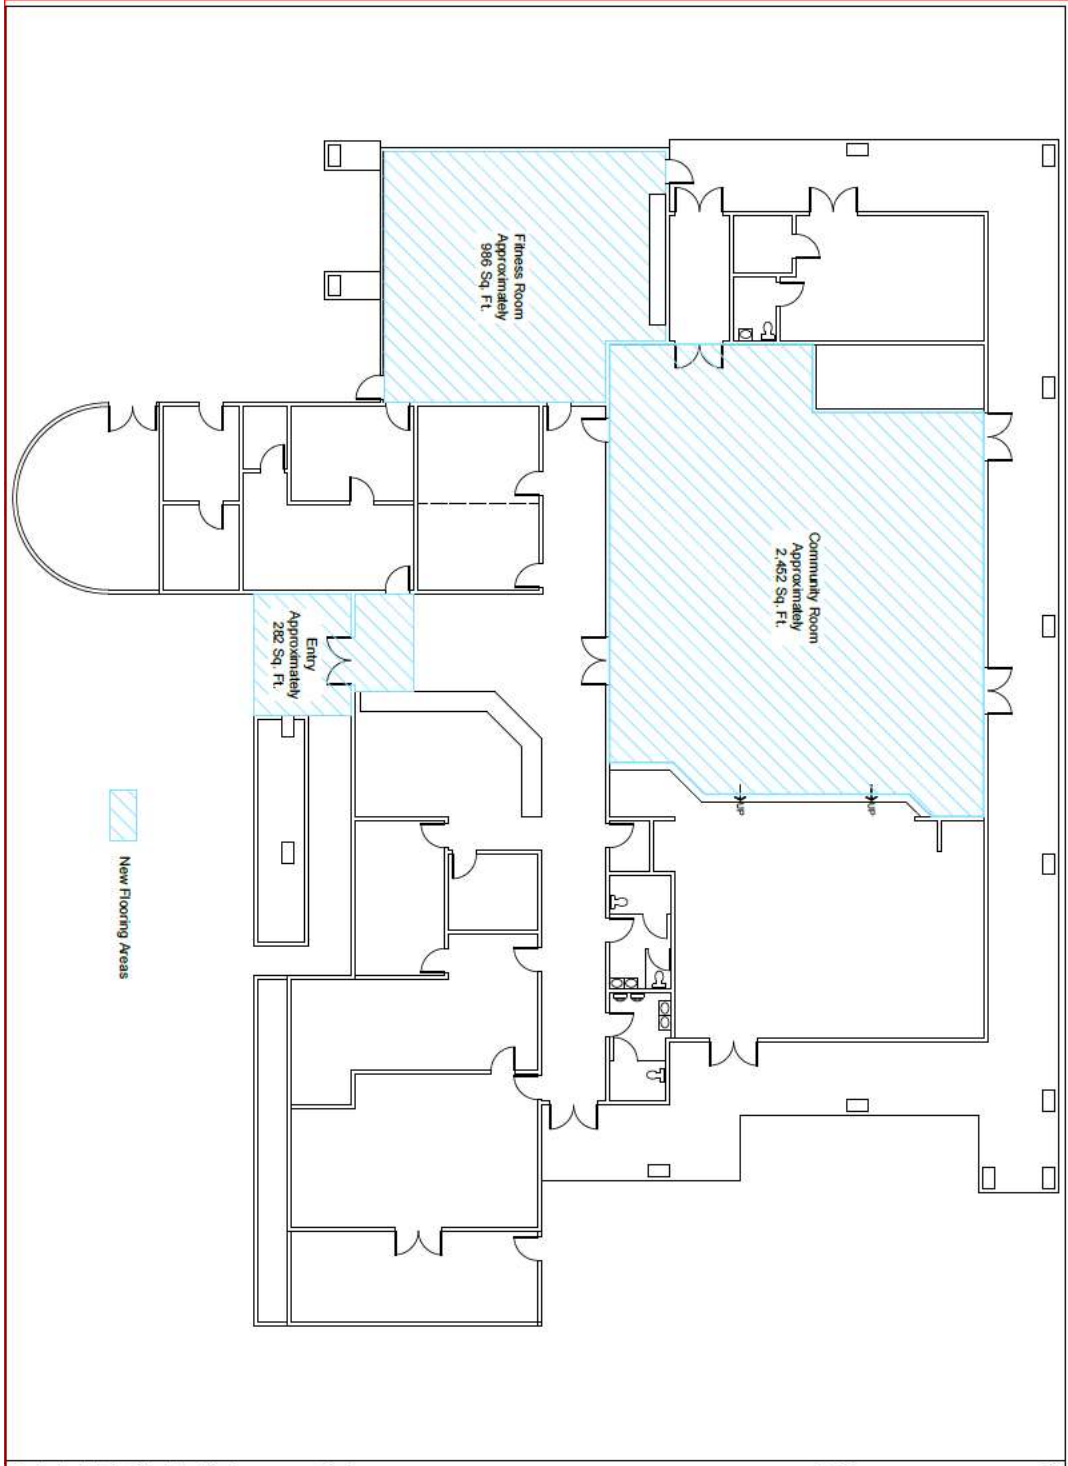 Fitness Room
Approximately
986 Sq. Ft.
Community Room
Approximately
2,452 Sq. Ft.
UP
UP
Entry
Approximately
282 Sq. Ft.
New Flooring Areas